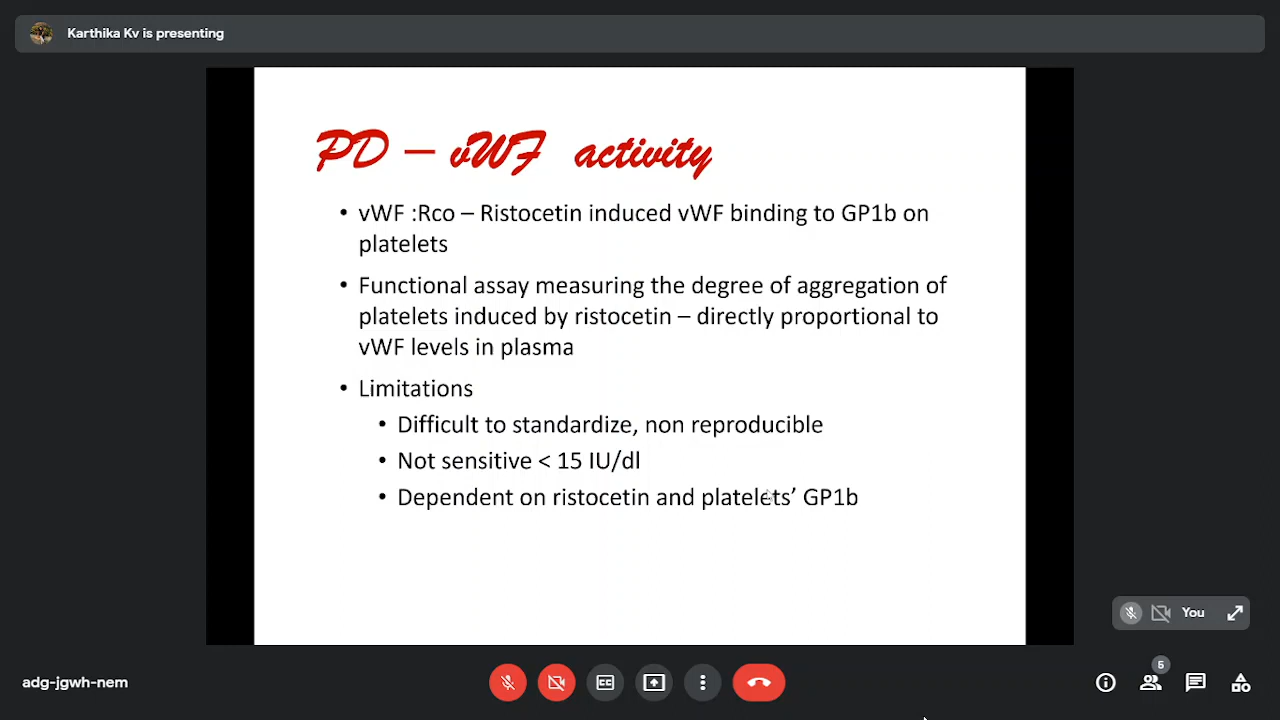 Karthika Kv is presenting
PD – vWF activity
• vWF :Rco – Ristocetin induced vWF binding to GP1b on
platelets
• Functional assay measuring the degree of aggregation of
platelets induced by ristocetin – directly proportional to
vWF levels in plasma
• Limitations
• Difficult to standardize, non reproducible
• Not sensitive < 15 IU/dl
• Dependent on ristocetin and platelets’ GP1b
You
adg-jgwh-nem
CC
5